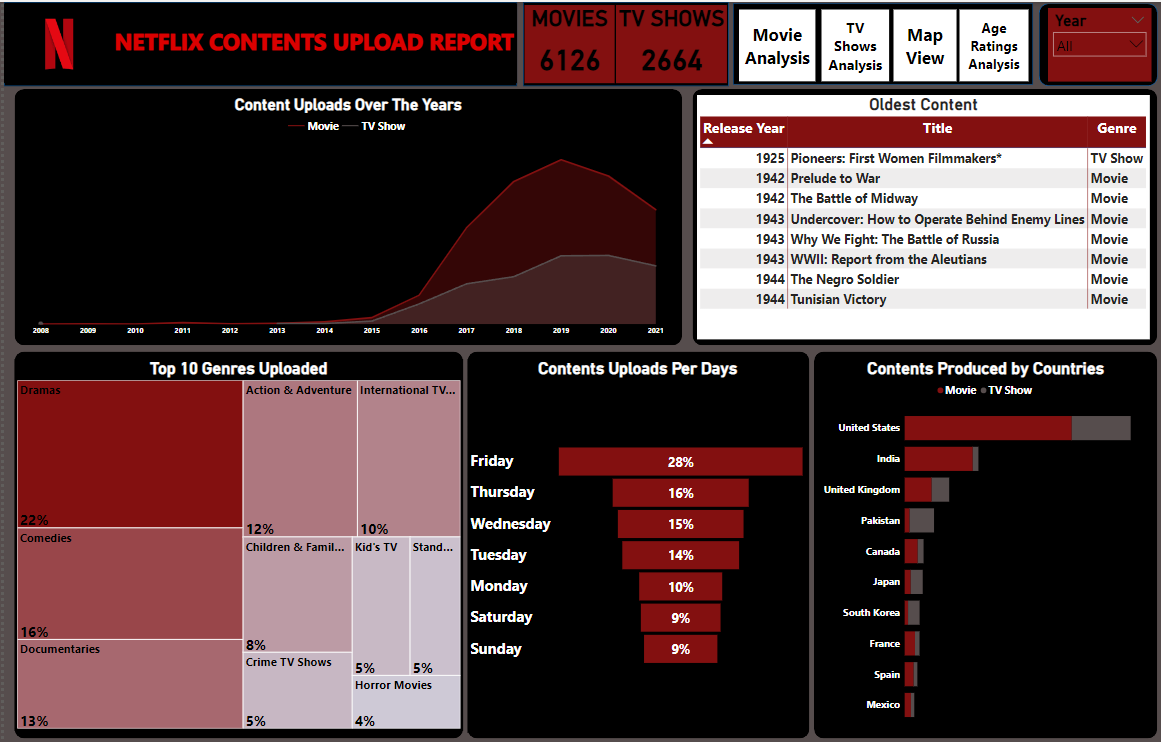 NETFLIX CONTENTS UPLOAD REPORT
MOVIES
6126
TV SHOWS
2664
Movie
Analysis
TV
Shows
Analysis
Map
View
Age
Ratings
Analysis
Year
All
Content Uploads Over The Years
Movie TV Show
2008 2009 2010 2011 2012 2013 2014 2015 2016 2017 2018 2019 2020 2021
Oldest Content
Release Year Title Genre
1925 Pioneers: First Women Filmmakers* TV Show
1942 Prelude to War Movie
1942 The Battle of Midway Movie
1943 Undercover: How to Operate Behind Enemy Lines Movie
1943 Why We Fight: The Battle of Russia Movie
1943 WWII: Report from the Aleutians Movie
1944 The Negro Soldier Movie
1944 Tunisian Victory Movie
Top 10 Genres Uploaded
Dramas
22%
Comedies
16%
Documentaries
13%
Action & Adventure
12%
International TV...
10%
Children & Famil...
8%
Crime TV Shows
5%
Kid's TV
5%
Stand...
5%
Horror Movies
4%
Contents Uploads Per Days
Friday 28%
Thursday 16%
Wednesday 15%
Tuesday 14%
Monday 10%
Saturday 9%
Sunday 9%
Contents Produced by Countries
Movie TV Show
United States
India
United Kingdom
Pakistan
Canada
Japan
South Korea
France
Spain
Mexico